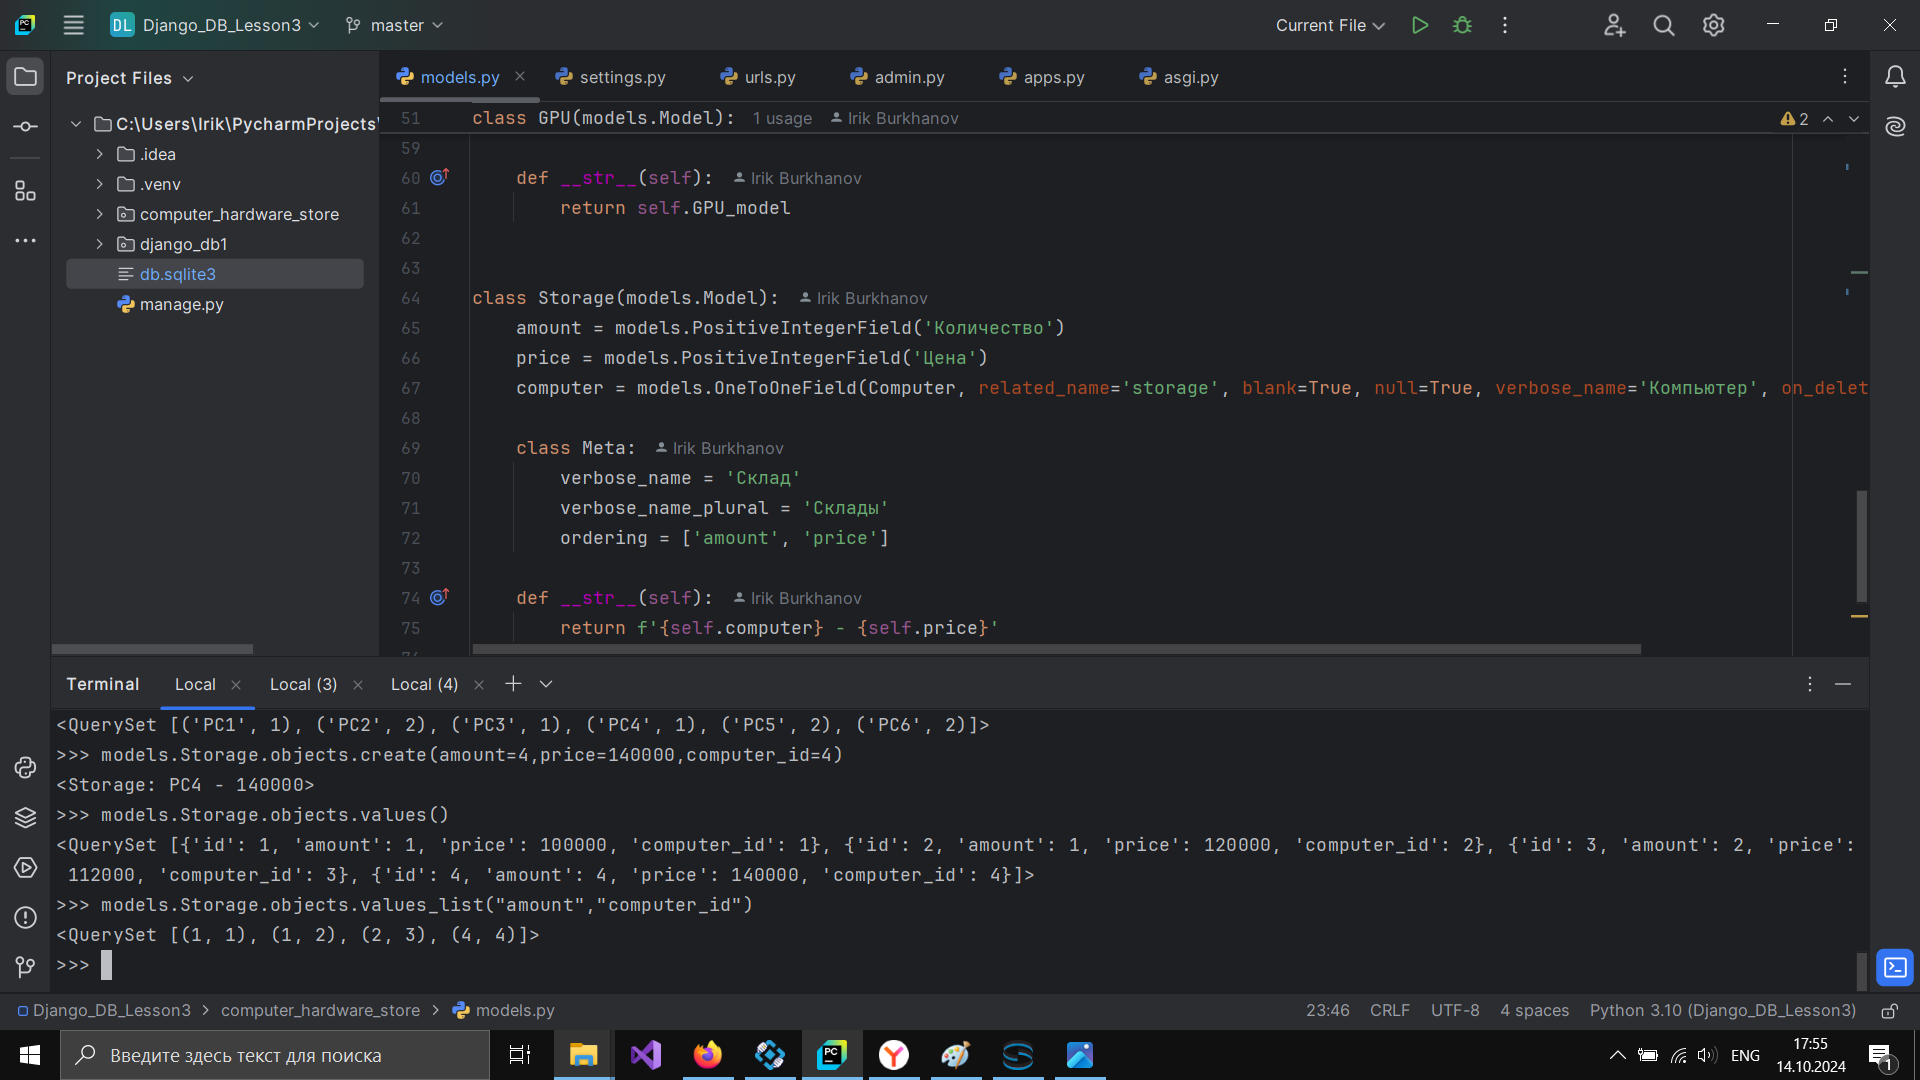 DL Django_DB_Lesson3 master Current File
Project Files
C:\Users\Irik\PycharmProjects\
.idea
.venv
computer_hardware_store
django_db1
db.sqlite3
manage.py
models.py settings.py urls.py admin.py apps.py asgi.py
51 class GPU(models.Model): 1 usage Irik Burkhanov 2
59
60 def __str__(self): Irik Burkhanov
61 return self.GPU_model
62
63
64 class Storage(models.Model): Irik Burkhanov
65 amount = models.PositiveIntegerField('Количество')
66 price = models.PositiveIntegerField('Цена')
67 computer = models.OneToOneField(Computer, related_name='storage', blank=True, null=True, verbose_name='Компьютер', on_delet
68
69 class Meta: Irik Burkhanov
70 verbose_name = 'Склад'
71 verbose_name_plural = 'Склады'
72 ordering = ['amount', 'price']
73
74 def __str__(self): Irik Burkhanov
75 return f'{self.computer} - {self.price}'
Terminal Local Local (3) Local (4)
<QuerySet [('PC1', 1), ('PC2', 2), ('PC3', 1), ('PC4', 1), ('PC5', 2), ('PC6', 2)]>
>>> models.Storage.objects.create(amount=4,price=140000,computer_id=4)
<Storage: PC4 - 140000>
>>> models.Storage.objects.values()
<QuerySet [{'id': 1, 'amount': 1, 'price': 100000, 'computer_id': 1}, {'id': 2, 'amount': 1, 'price': 120000, 'computer_id': 2}, {'id': 3, 'amount': 2, 'price':
112000, 'computer_id': 3}, {'id': 4, 'amount': 4, 'price': 140000, 'computer_id': 4}]>
>>> models.Storage.objects.values_list("amount","computer_id")
<QuerySet [(1, 1), (1, 2), (2, 3), (4, 4)]>
>>>
Django_DB_Lesson3 > computer_hardware_store > models.py 23:46 CRLF UTF-8 4 spaces Python 3.10 (Django_DB_Lesson3)
Введите здесь текст для поиска
ENG
17:55
14.10.2024
1